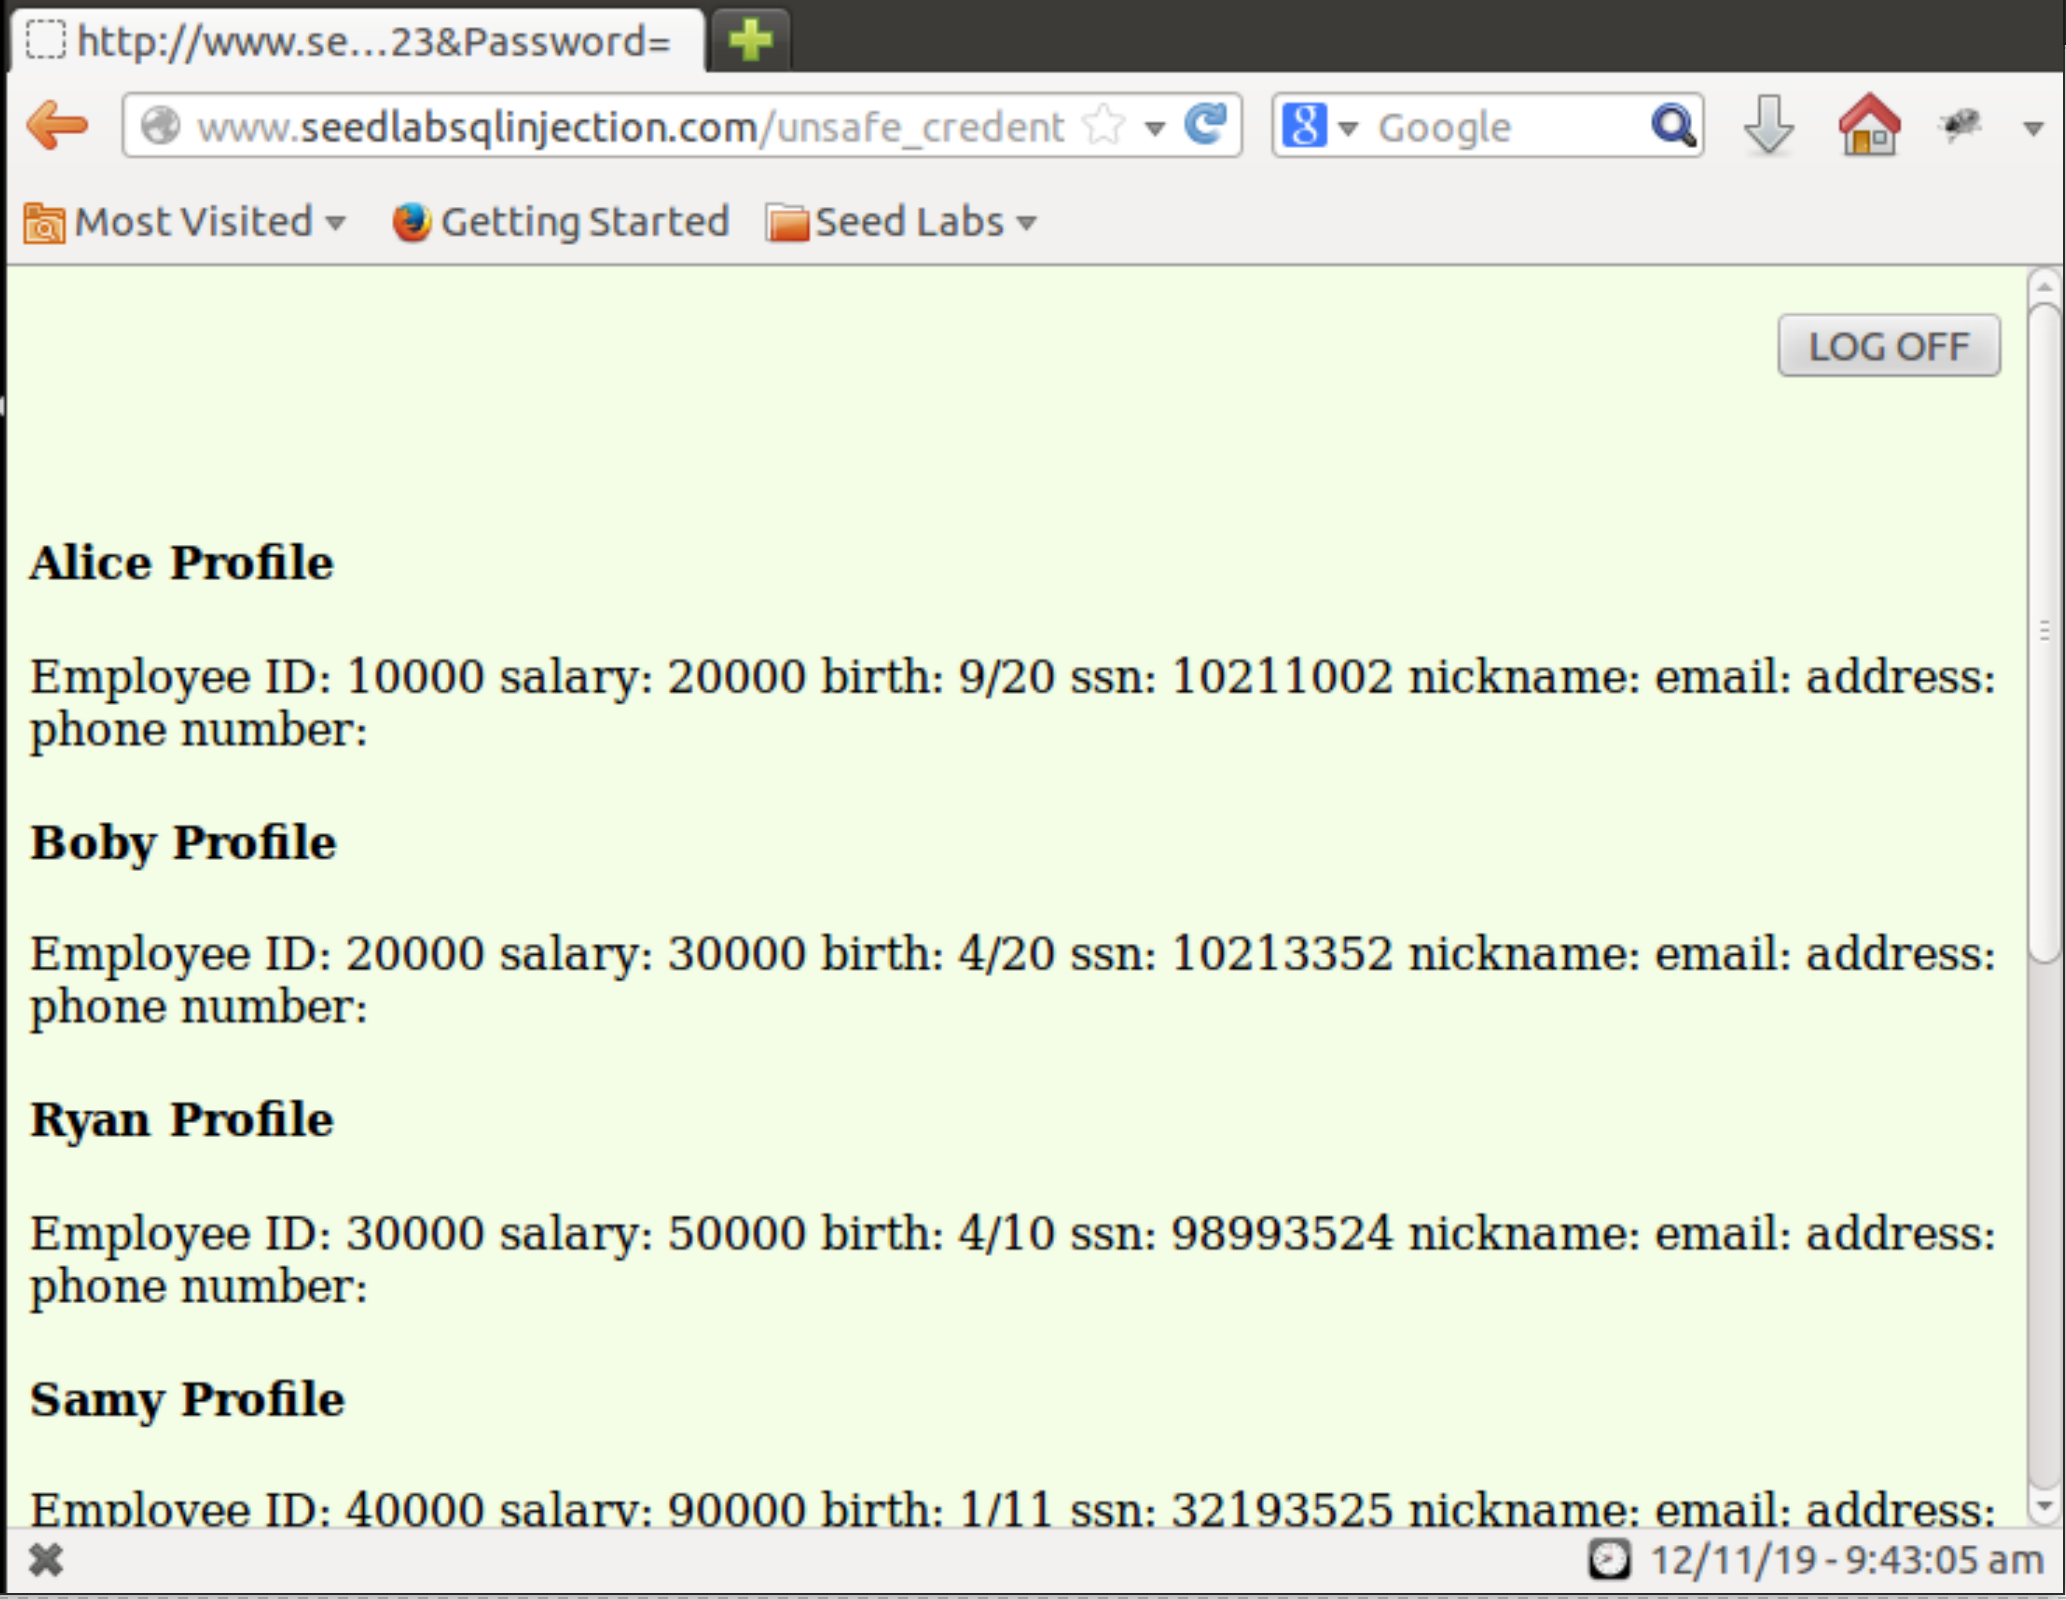 http://www.se...23&Password=
www.seedlabsqlinjection.com/unsafe_credent
Google
Most Visited
Getting Started
Seed Labs
LOG OFF
Alice Profile
Employee ID: 10000 salary: 20000 birth: 9/20 ssn: 10211002 nickname: email: address:
phone number:
Boby Profile
Employee ID: 20000 salary: 30000 birth: 4/20 ssn: 10213352 nickname: email: address:
phone number:
Ryan Profile
Employee ID: 30000 salary: 50000 birth: 4/10 ssn: 98993524 nickname: email: address:
phone number:
Samy Profile
Employee ID: 40000 salary: 90000 birth: 1/11 ssn: 32193525 nickname: email: address:
12/11/19 - 9:43:05 am